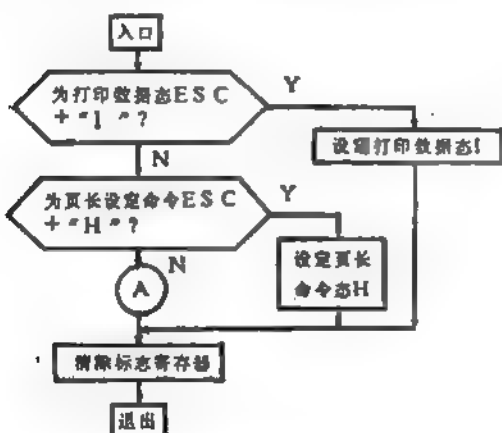 入口
为打印数据态ESC
+"I"?
Y
设置打印数据态I
N
为页长设定命令ESC
+"H"?
Y
设定页长
命令态H
N
A
清除标志寄存器
退出